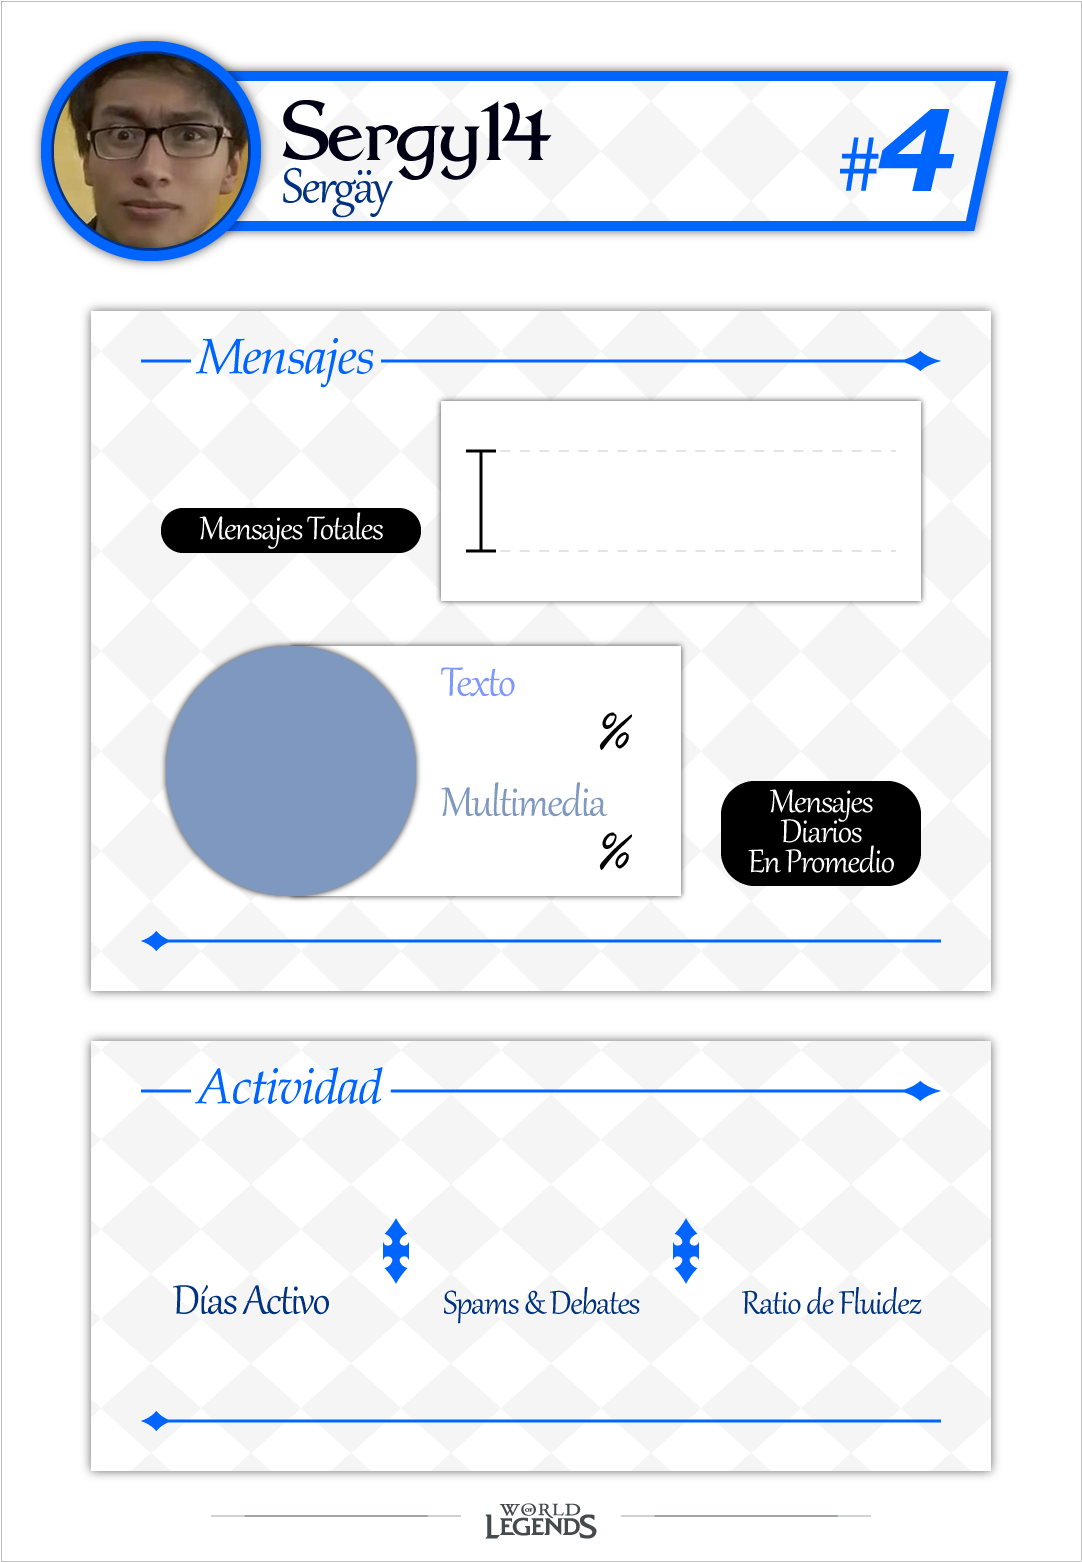 Sergy14
Sergäy
#4
Mensajes
Mensajes Totales
Texto
%
Multimedia
%
Mensajes
Diarios
En Promedio
Actividad
Días Activo
Spams & Debates
Ratio de Fluidez
WORLD
OF
LEGENDS